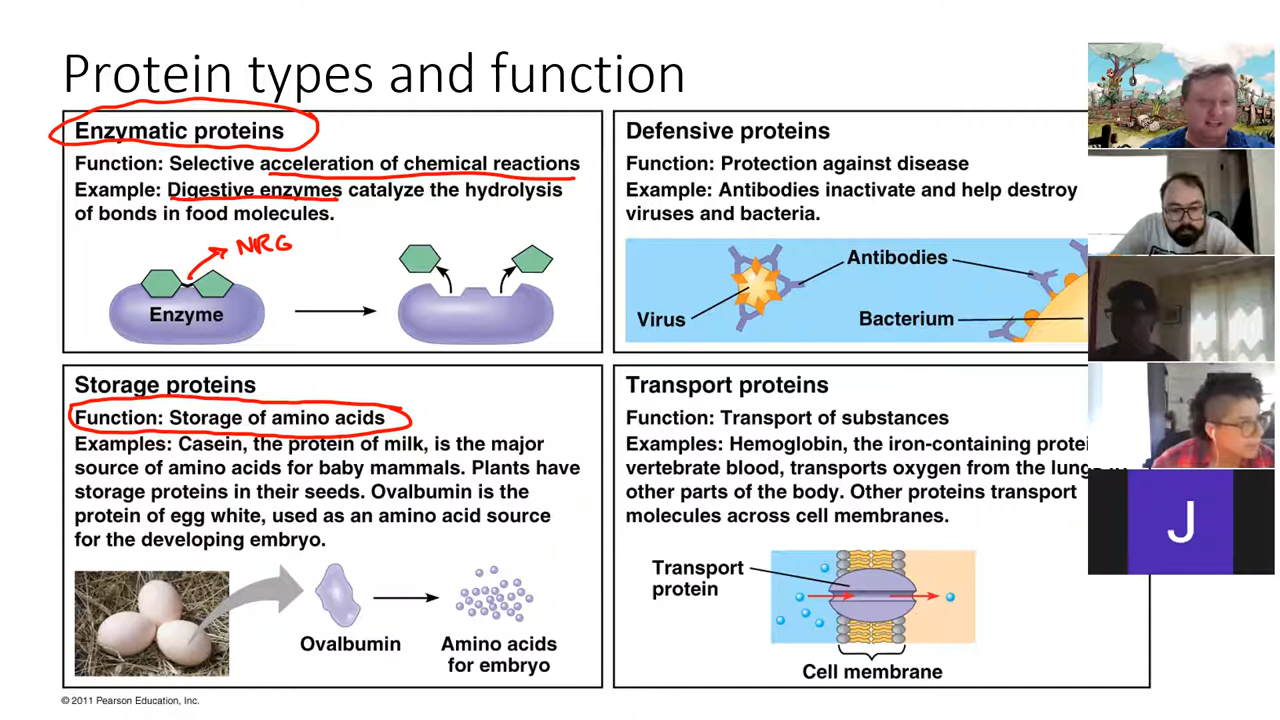 Protein types and function
Enzymatic proteins
Function: Selective acceleration of chemical reactions
Example: Digestive enzymes catalyze the hydrolysis
of bonds in food molecules.
NRG
Enzyme
Defensive proteins
Function: Protection against disease
Example: Antibodies inactivate and help destroy
viruses and bacteria.
Antibodies
Virus
Bacterium
Storage proteins
Function: Storage of amino acids
Examples: Casein, the protein of milk, is the major
source of amino acids for baby mammals. Plants have
storage proteins in their seeds. Ovalbumin is the
protein of egg white, used as an amino acid source
for the developing embryo.
Ovalbumin
Amino acids
for embryo
Transport proteins
Function: Transport of substances
Examples: Hemoglobin, the iron-containing
vertebrate blood, transports oxygen from the
other parts of the body. Other proteins transport
molecules across cell membranes.
Transport
protein
Cell membrane
© 2011 Pearson Education, Inc.
J